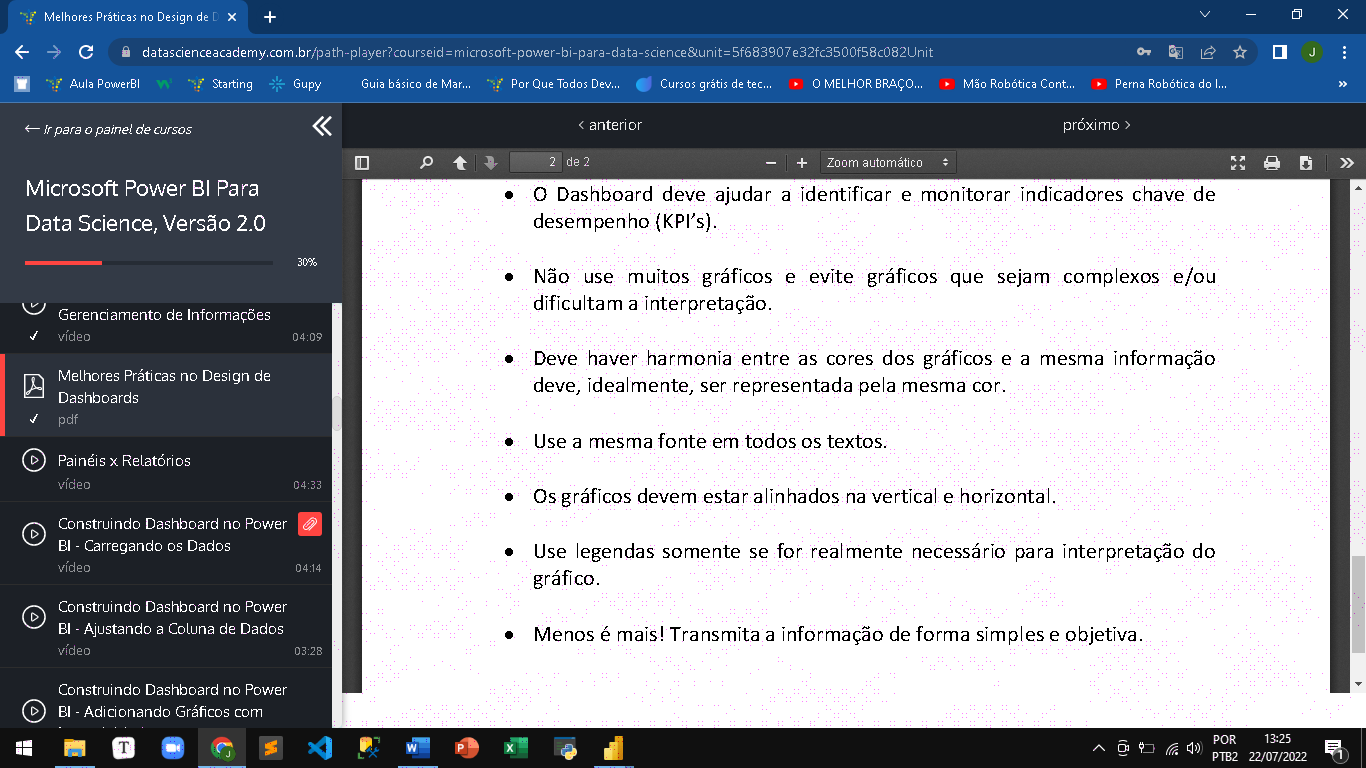 Melhores Práticas no Design de D
datascienceacademy.com.br/path-player?courseid=microsoft-power-bi-para-data-science&unit=5f683907e32fc3500f58c082Unit
J
Aula PowerBI
Starting
Gupy
Guia básico de Mar...
Por Que Todos Dev...
Cursos grátis de tec...
O MELHOR BRAÇO...
Mão Robótica Cont...
Perna Robótica do I...
»
← Ir para o painel de cursos
Microsoft Power BI Para
Data Science, Versão 2.0
30%
Gerenciamento de Informações
vídeo
04:09
Melhores Práticas no Design de
Dashboards
pdf
Painéis x Relatórios
vídeo
04:33
Construindo Dashboard no Power
BI - Carregando os Dados
vídeo
04:14
Construindo Dashboard no Power
BI - Ajustando a Coluna de Dados
vídeo
03:28
Construindo Dashboard no Power
BI - Adicionando Gráficos com
< anterior
próximo >
2 de 2
Zoom automático
• O Dashboard deve ajudar a identificar e monitorar indicadores chave de
desempenho (KPI’s).
• Não use muitos gráficos e evite gráficos que sejam complexos e/ou
dificultam a interpretação.
• Deve haver harmonia entre as cores dos gráficos e a mesma informação
deve, idealmente, ser representada pela mesma cor.
• Use a mesma fonte em todos os textos.
• Os gráficos devem estar alinhados na vertical e horizontal.
• Use legendas somente se for realmente necessário para interpretação do
gráfico.
• Menos é mais! Transmita a informação de forma simples e objetiva.
POR
PTB2
13:25
22/07/2022
1